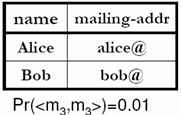 name mailing-addr
Alice alice@
Bob bob@
Pr(<m3,m3>)=0.01